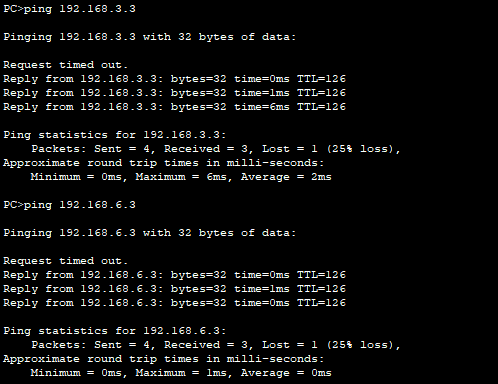 PC>ping 192.168.3.3
Pinging 192.168.3.3 with 32 bytes of data:
Request timed out.
Reply from 192.168.3.3: bytes=32 time=0ms TTL=126
Reply from 192.168.3.3: bytes=32 time=1ms TTL=126
Reply from 192.168.3.3: bytes=32 time=6ms TTL=126
Ping statistics for 192.168.3.3:
Packets: Sent = 4, Received = 3, Lost = 1 (25% loss),
Approximate round trip times in milli-seconds:
Minimum = 0ms, Maximum = 6ms, Average = 2ms
PC>ping 192.168.6.3
Pinging 192.168.6.3 with 32 bytes of data:
Request timed out.
Reply from 192.168.6.3: bytes=32 time=0ms TTL=126
Reply from 192.168.6.3: bytes=32 time=1ms TTL=126
Reply from 192.168.6.3: bytes=32 time=0ms TTL=126
Ping statistics for 192.168.6.3:
Packets: Sent = 4, Received = 3, Lost = 1 (25% loss),
Approximate round trip times in milli-seconds:
Minimum = 0ms, Maximum = 1ms, Average = 0ms